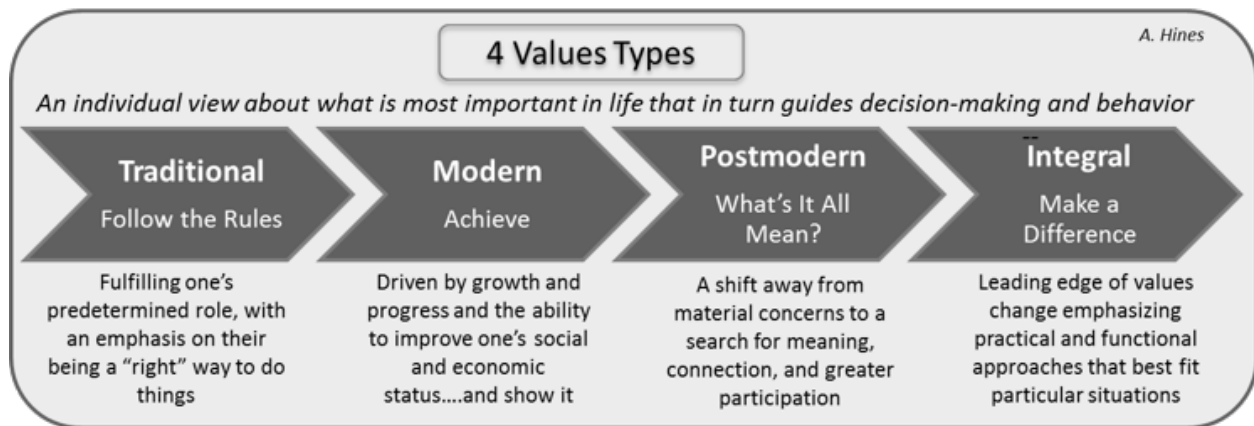 4 Values Types
A. Hines
An individual view about what is most important in life that in turn guides decision-making and behavior
Traditional
Follow the Rules
Fulfilling one's
predetermined role, with
an emphasis on their
being a "right" way to do
things
Modern
Achieve
Driven by growth and
progress and the ability
to improve one's social
and economic
status....and show it
Postmodern
What's It All
Mean?
A shift away from
material concerns to a
search for meaning,
connection, and greater
participation
--
Integral
Make a
Difference
Leading edge of values
change emphasizing
practical and functional
approaches that best fit
particular situations